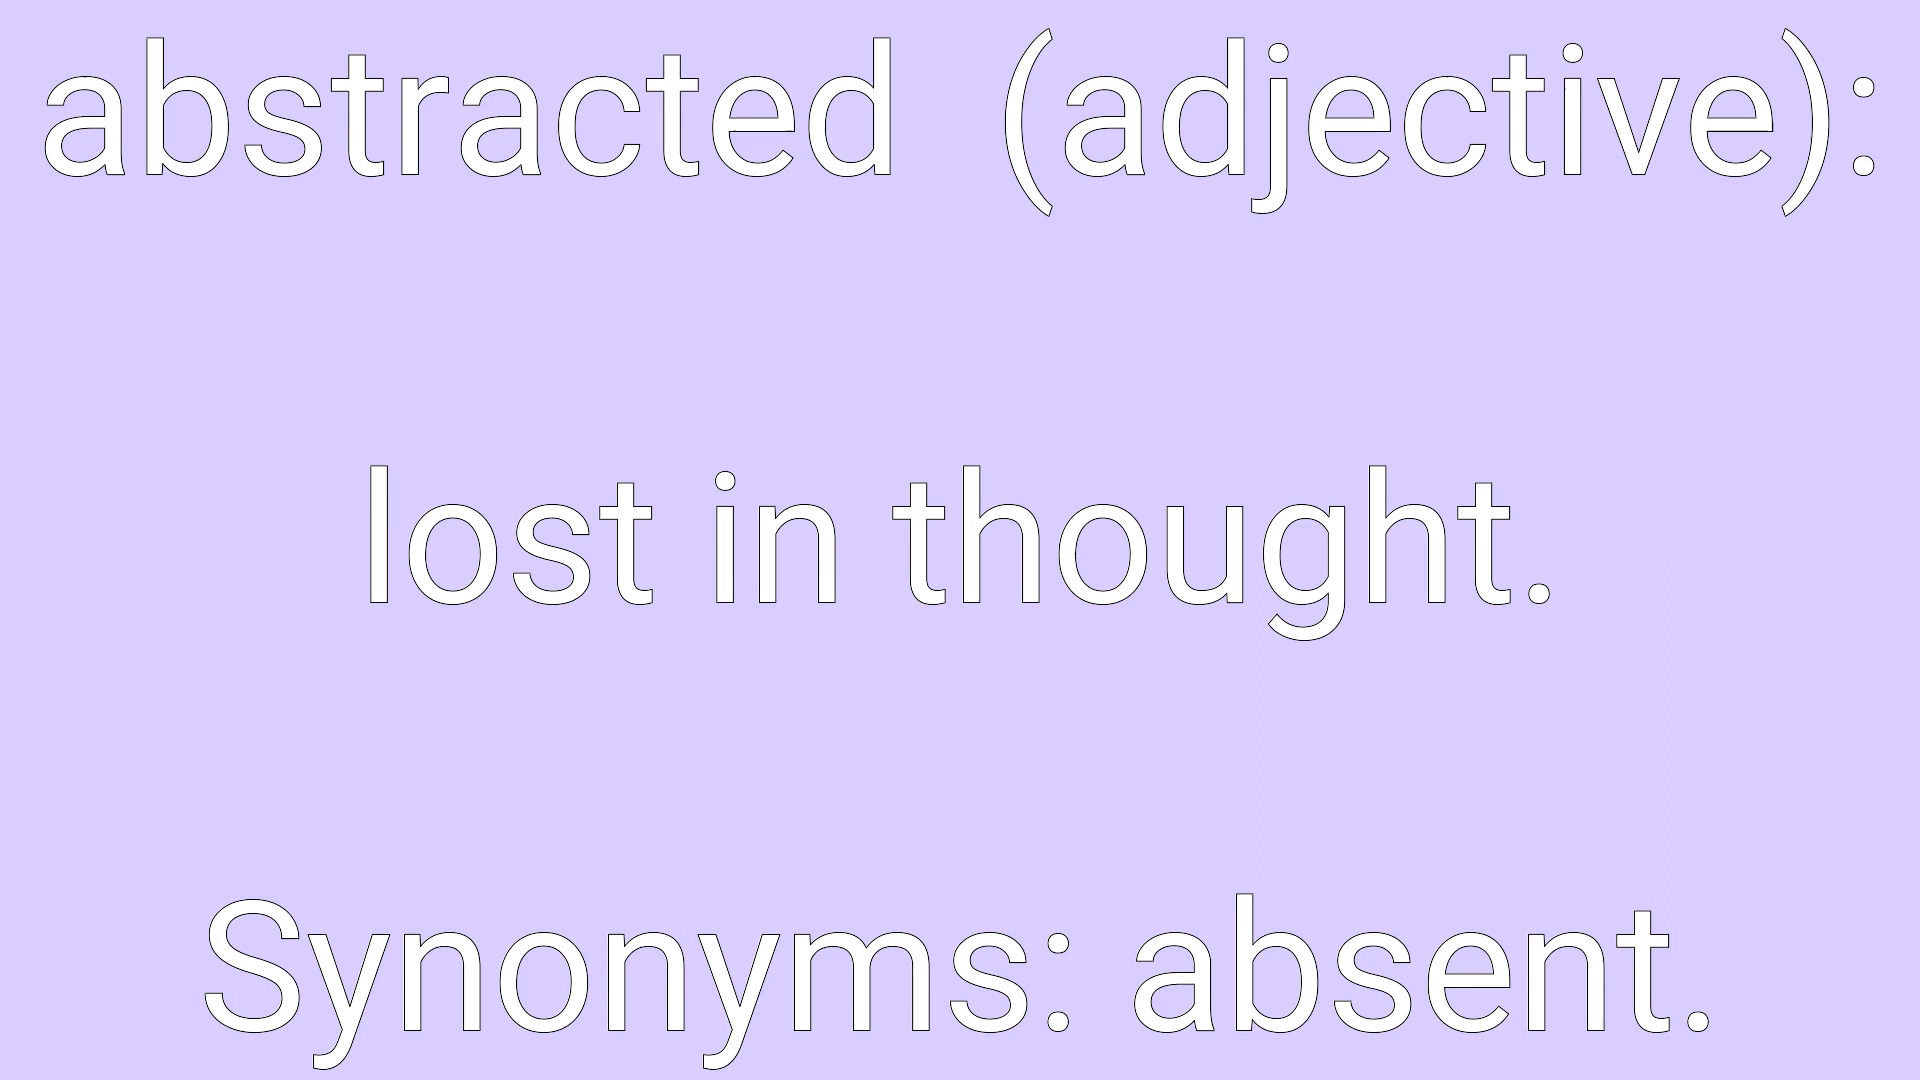 abstracted  (adjective):
lost in thought.
Synonyms: absent.